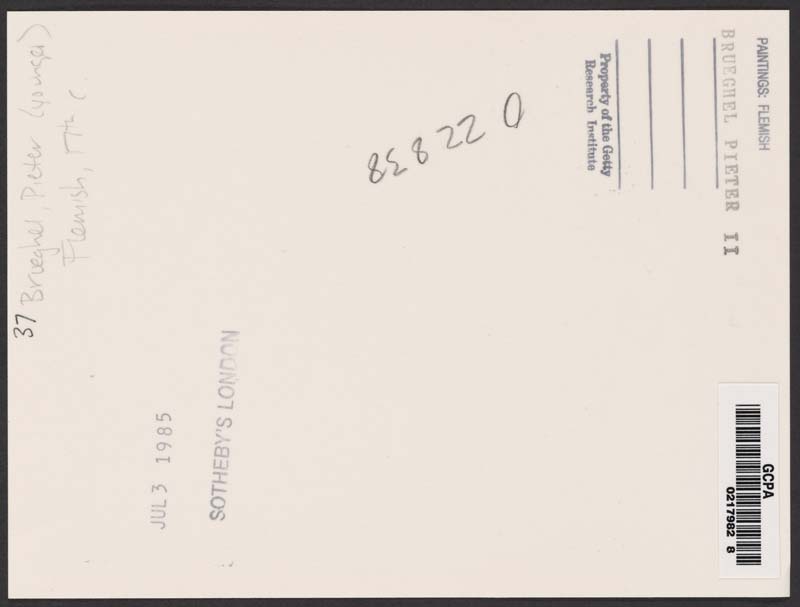 PAINTINGS: FLEMISH
BRUEGHEL PIETER II
Property of the Getty
Research Institute
GCPA
0217982 8
37 Brueghel, Pieter (younger)
Flemish, 17th c.
JUL 3 1985
SOTHEBY'S LONDON